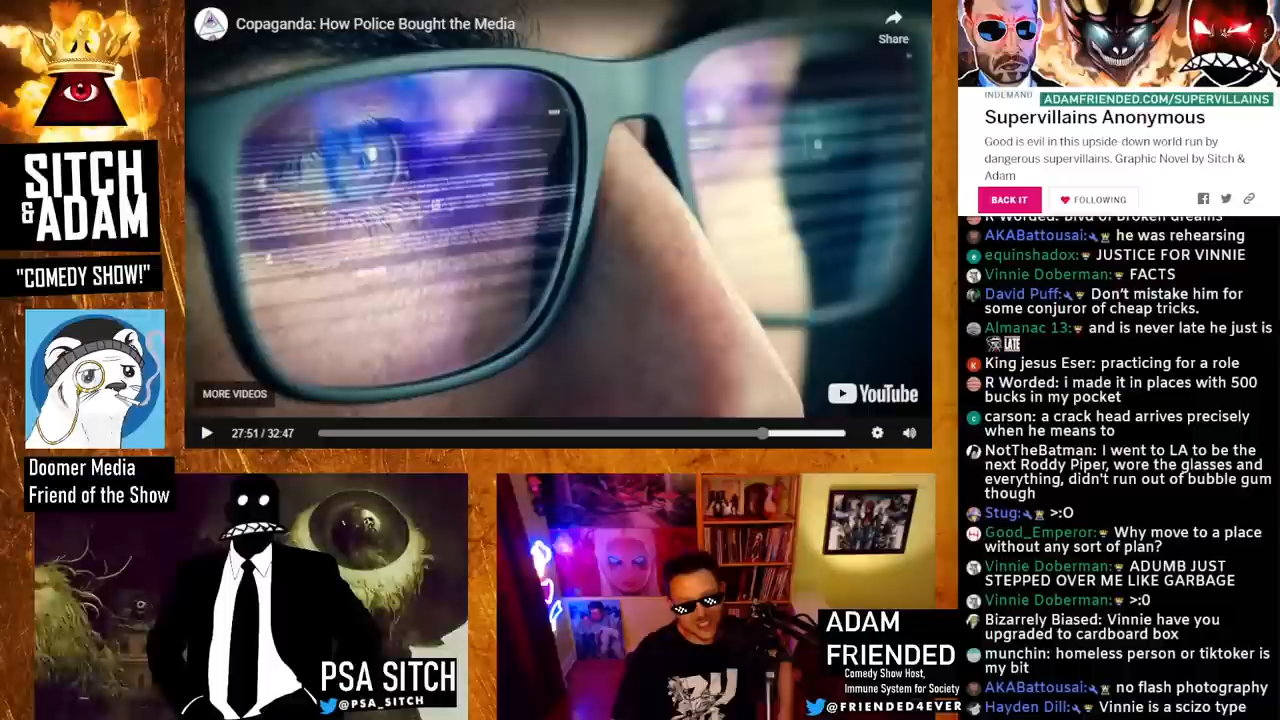 Copaganda: How Police Bought the Media
Share
MORE VIDEOS
YouTube
27:51 / 32:47
SITCH
& ADAM
"COMEDY SHOW!"
Doomer Media
Friend of the Show
PSA SITCH
@PSA_SITCH
ADAM
FRIENDED
Comedy Show Host,
Immune System for Society
@FRIENDED4EVER
INDEMAND
ADAMFRIENDED.COM/SUPERVILLAINS
Supervillains Anonymous
Good is evil in this upside-down world run by
dangerous supervillains. Graphic Novel by Sitch &
Adam
BACK IT
FOLLOWING
R Worded: Blvd of Broken dreams
AKABattousai: he was rehearsing
equinshadox: JUSTICE FOR VINNIE
Vinnie Doberman: FACTS
David Puff: Don't mistake him for
some conjuror of cheap tricks.
Almanac 13: and is never late he just is
LATE
King jesus Eser: practicing for a role
R Worded: i made it in places with 500
bucks in my pocket
carson: a crack head arrives precisely
when he means to
NotTheBatman: I went to LA to be the
next Roddy Piper, wore the glasses and
everything, didn't run out of bubble gum
though
Stug: >:O
Good_Emperor: Why move to a place
without any sort of plan?
Vinnie Doberman: ADUMB JUST
STEPPED OVER ME LIKE GARBAGE
Vinnie Doberman: >:0
Bizarrely Biased: Vinnie have you
upgraded to cardboard box
munchin: homeless person or tiktoker is
my bit
AKABattousai: no flash photography
Hayden Dill: Vinnie is a scizo type